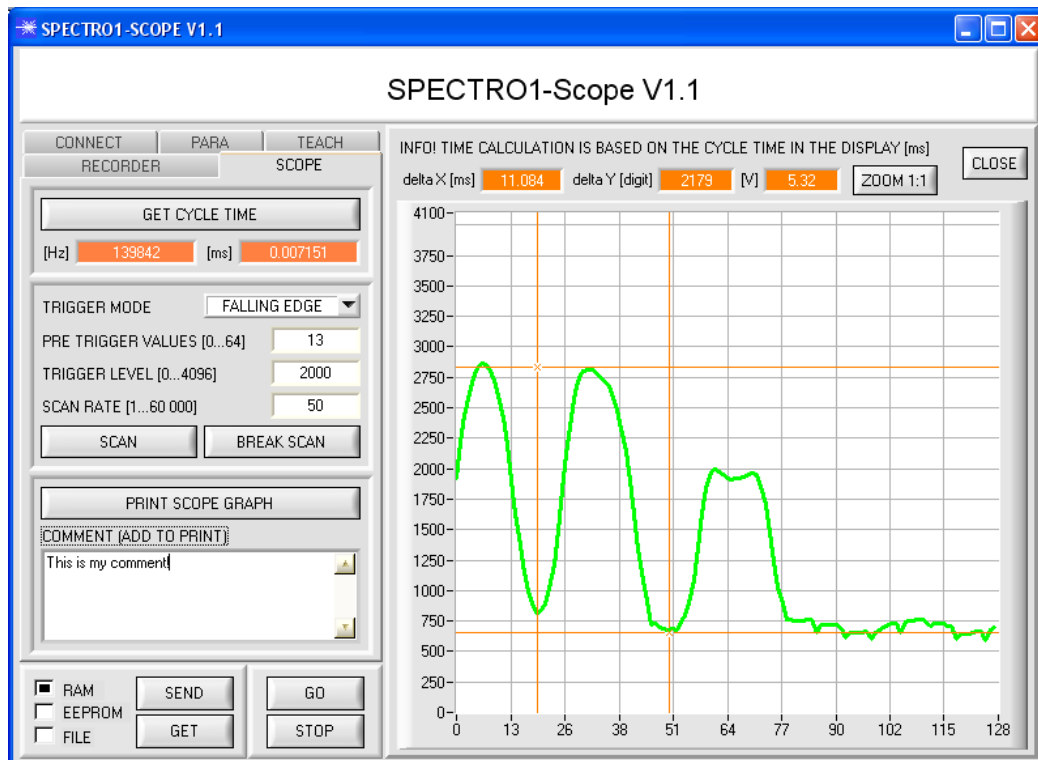 SPECTRO1-SCOPE V1.1
SPECTRO1-Scope V1.1
CONNECT PARA TEACH
RECORDER SCOPE
GET CYCLE TIME
[Hz] 139842 [ms] 0.007151
TRIGGER MODE FALLING EDGE
PRE TRIGGER VALUES [0...64] 13
TRIGGER LEVEL [0...4096] 2000
SCAN RATE [1...60 000] 50
SCAN BREAK SCAN
PRINT SCOPE GRAPH
COMMENT (ADD TO PRINT)
This is my comment!
RAM
EEPROM
FILE
SEND
GET
GO
STOP
INFO! TIME CALCULATION IS BASED ON THE CYCLE TIME IN THE DISPLAY [ms]
CLOSE
delta X [ms] 11.084 delta Y [digit] 2179 [V] 5.32 ZOOM 1:1
4100
3750
3500
3250
3000
2750
2500
2250
2000
1750
1500
1250
1000
750
500
250
0
0 13 26 38 51 64 77 90 102 115 128